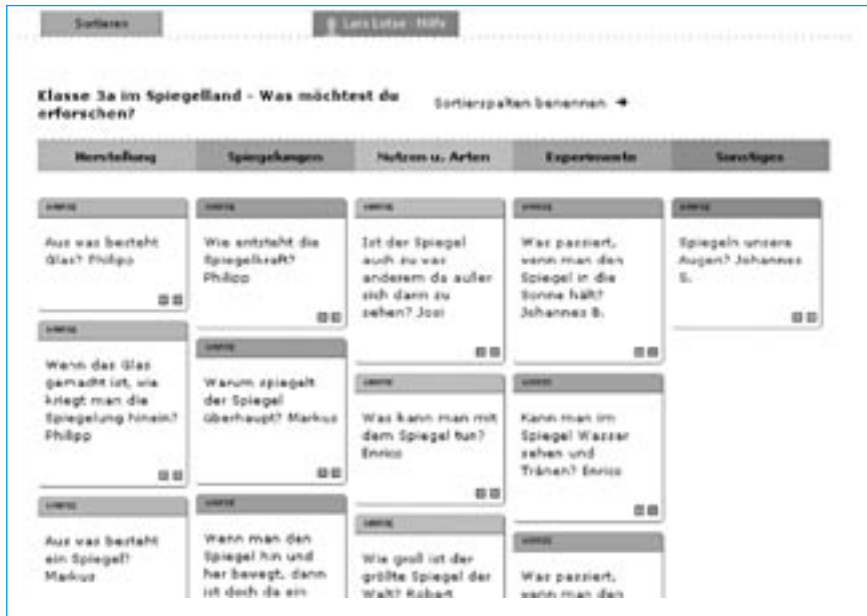 Sortieren
Lars Lotse - Hilfe
Klasse 3a im Spiegelland - Was möchtest du
erforschen?
Sortierspalten benennen
Herstellung
Spiegelungen
Nutzen u. Arten
Experimente
Sonstiges
Aus was besteht
Glas? Philipp
Wenn das Glas
gemacht ist, wie
kriegt man die
Spiegelung hinein?
Philipp
Aus was besteht
ein Spiegel?
Markus
Wie entsteht die
Spiegelkraft?
Philipp
Warum spiegelt
der Spiegel
überhaupt? Markus
Wenn man den
Spiegel hin und
her bewegt, dann
ist doch da ein
Ist der Spiegel
auch zu was
anderem da außer
sich darin zu
sehen? Josi
Was kann man mit
dem Spiegel tun?
Enrico
Wie groß ist der
größte Spiegel der
Welt? Robert
Was passiert,
wenn man den
Spiegel in die
Sonne hält?
Johannes B.
Kann man im
Spiegel Wasser
sehen und
Tränen? Enrico
Was passiert,
wenn man den
Spiegeln unsere
Augen? Johannes
S.